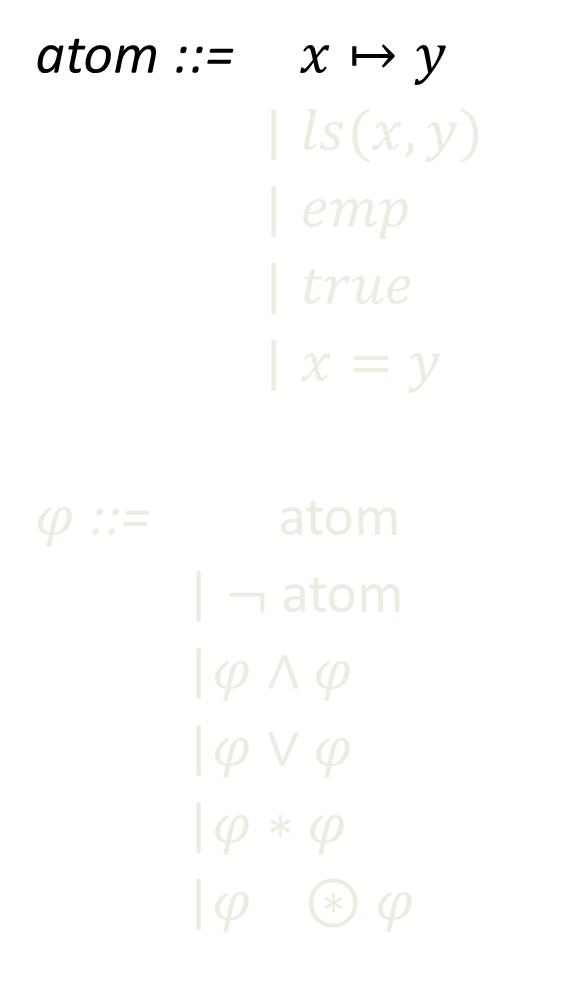 atom ::= x ↦ y
| ls(x, y)
| emp
| true
| x = y
φ ::= atom
| ¬ atom
|φ ∧ φ
|φ ∨ φ
|φ ∗ φ
|φ ⊛ φ